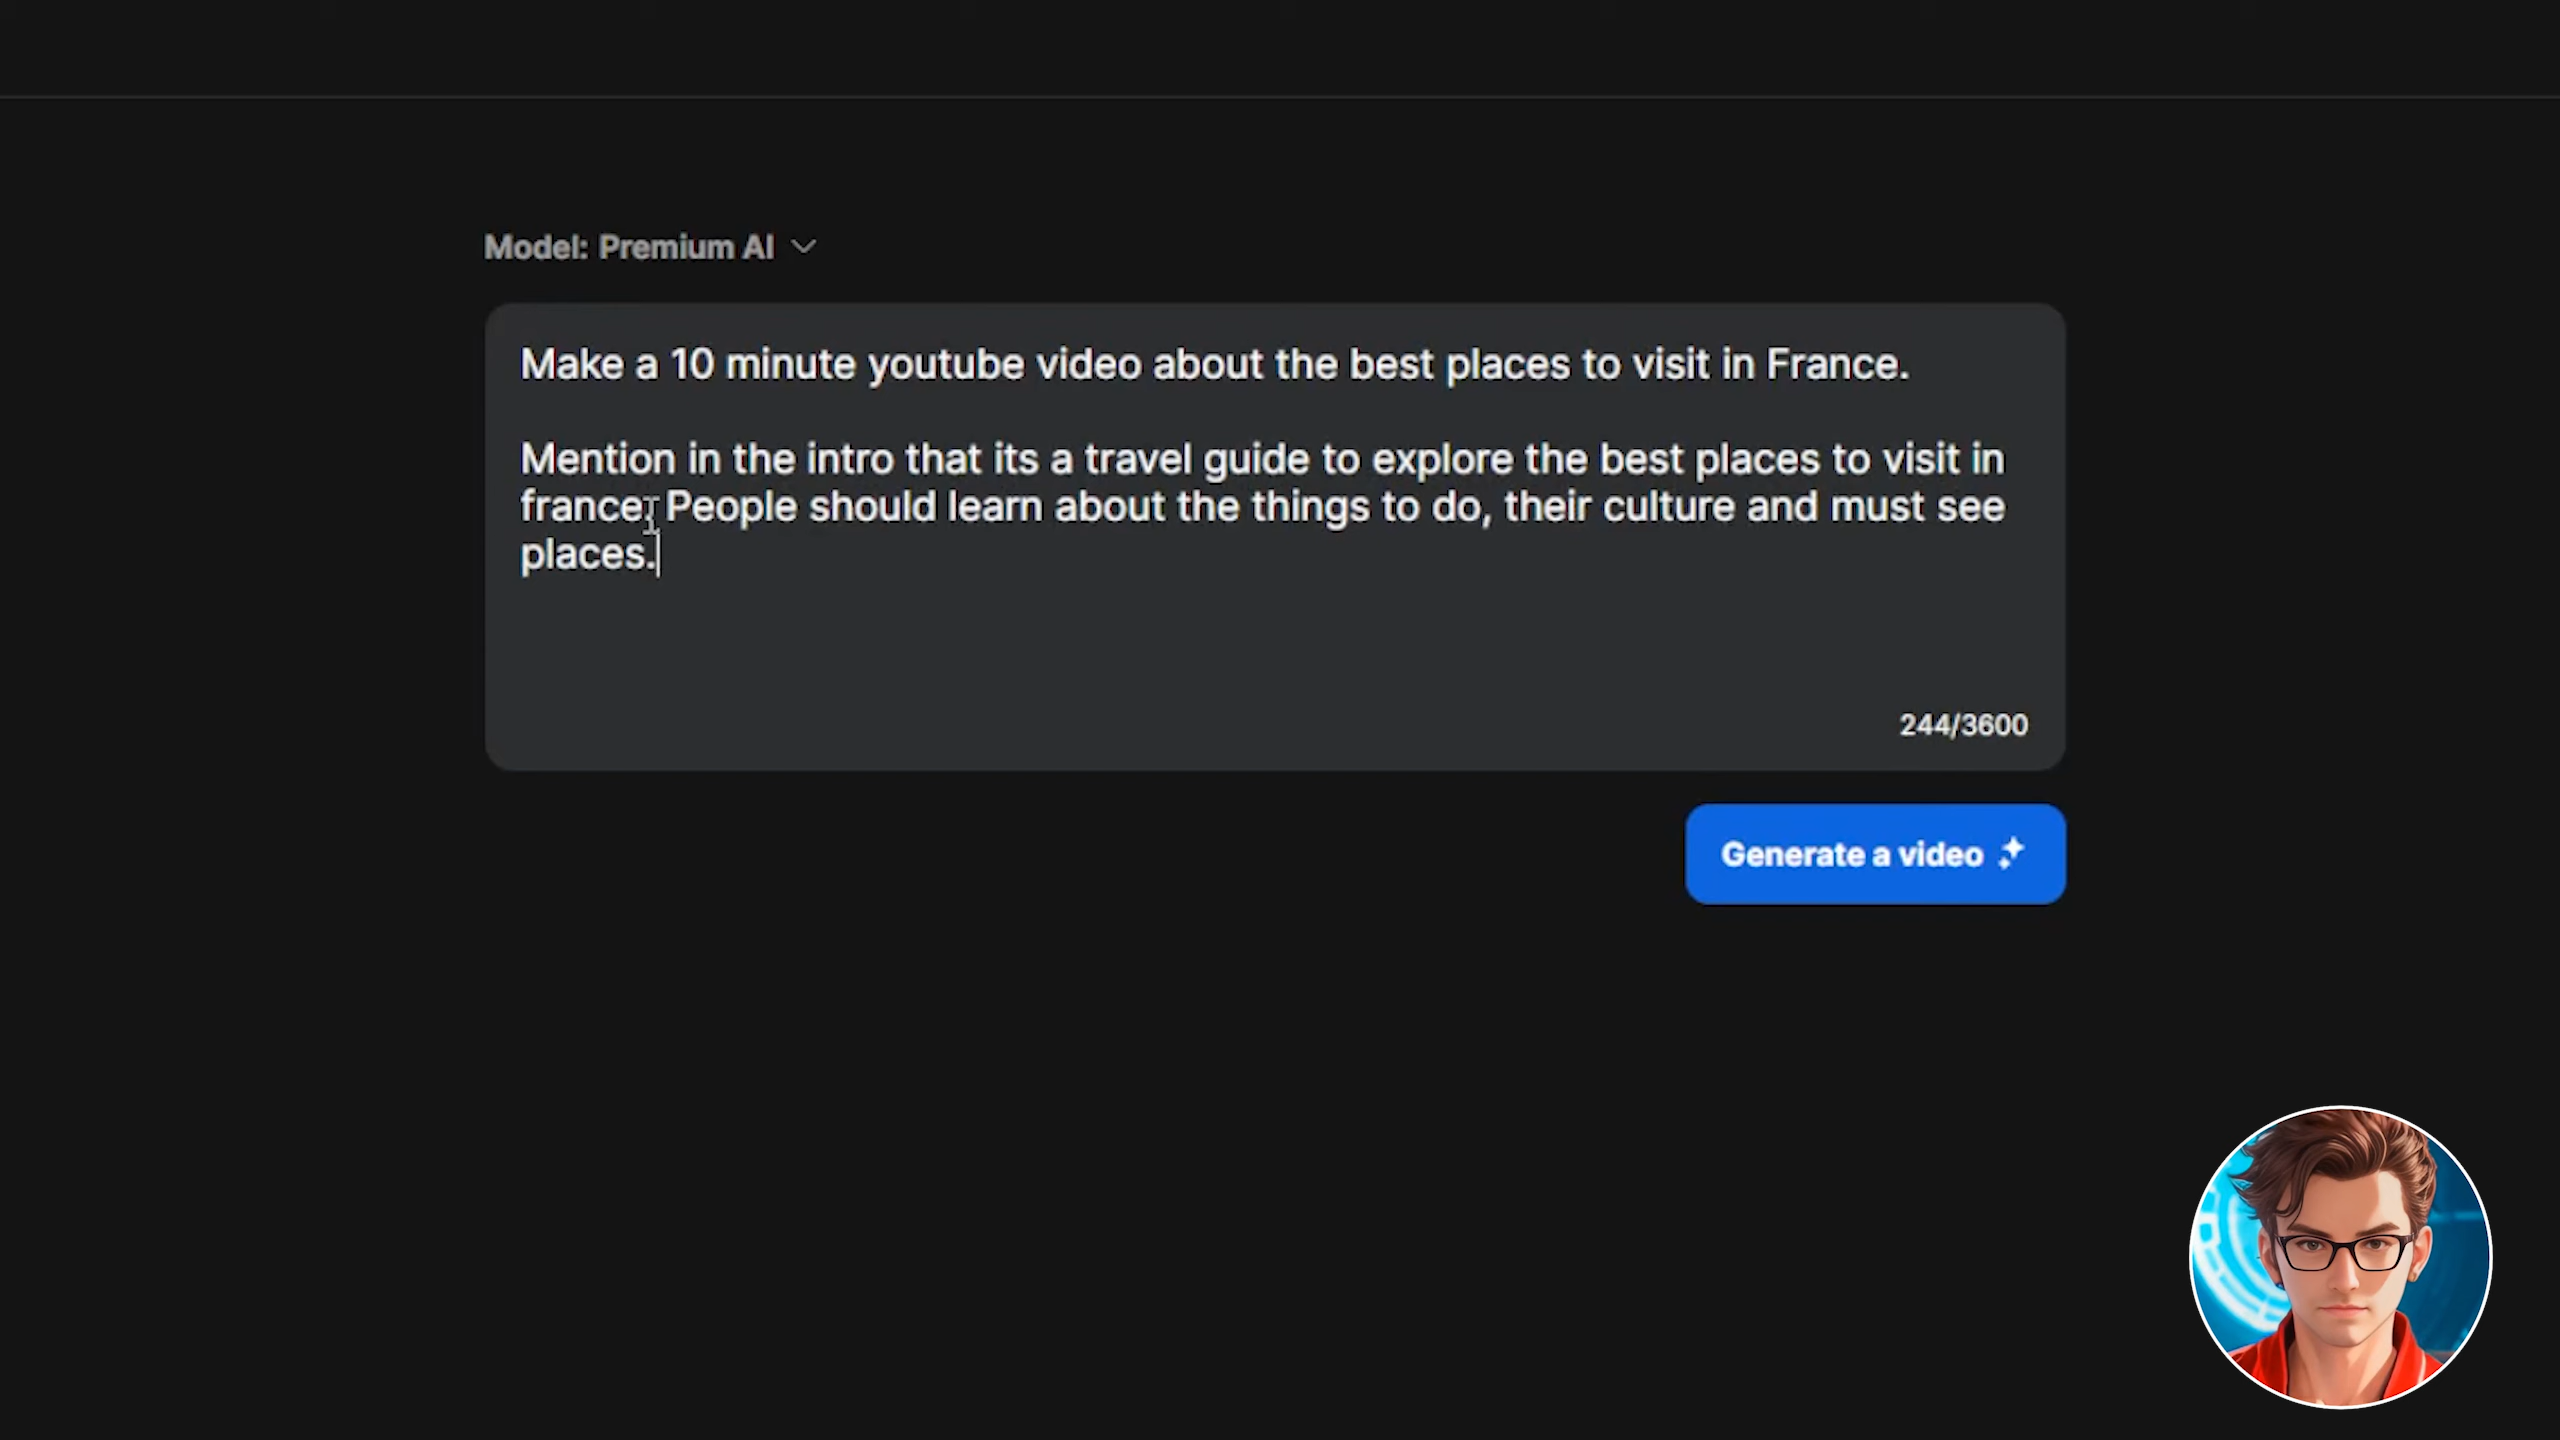 Model: Premium AI
Make a 10 minute youtube video about the best places to visit in France.
Mention in the intro that its a travel guide to explore the best places to visit in
france. People should learn about the things to do, their culture and must see
places.
244/3600
Generate a video